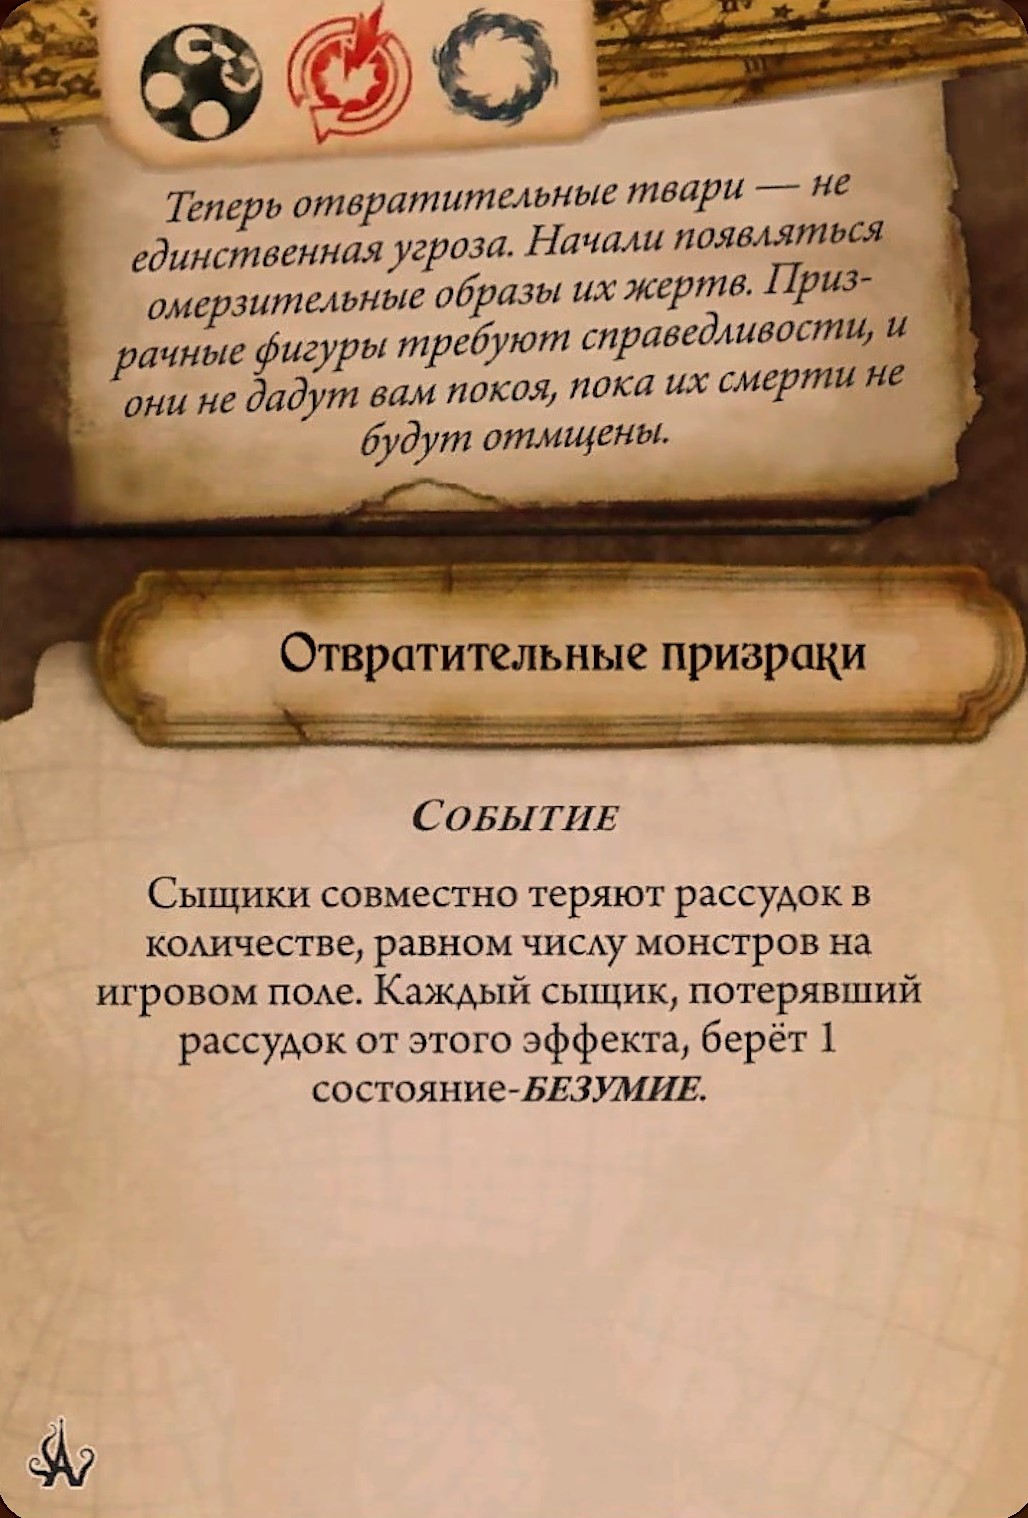 Теперь отвратительные твари — не
единственная угроза. Начали появляться
омерзительные образы их жертв. Приз-
рачные фигуры требуют справедливости, и
они не дадут вам покоя, пока их смерти не
будут отмщены.
Отвратительные призраки
Событие
Сыщики совместно теряют рассудок в
количестве, равном числу монстров на
игровом поле. Каждый сыщик, потерявший
рассудок от этого эффекта, берёт 1
состояние-БЕЗУМИЕ.